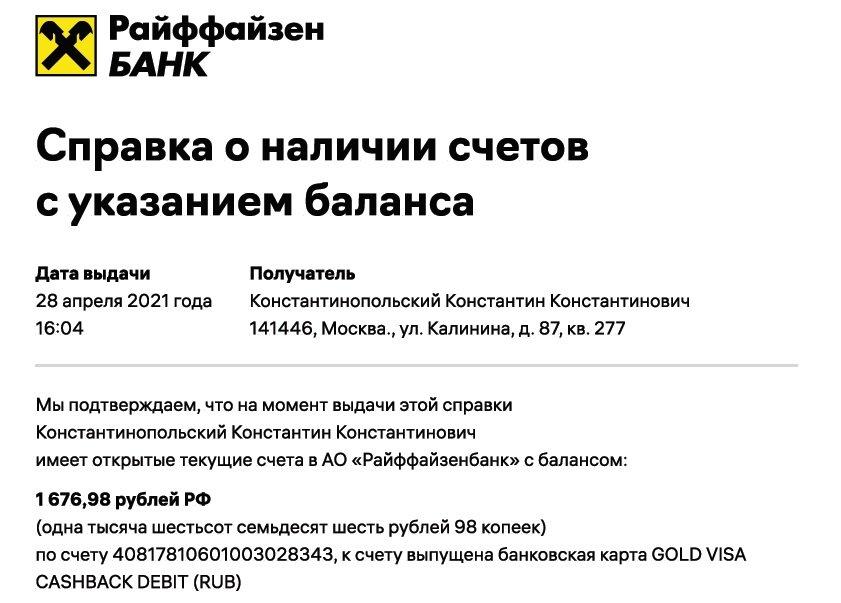 Райффайзен
БАНК
Справка о наличии счетов
с указанием баланса
Дата выдачи
28 апреля 2021 года
16:04
Получатель
Константинопольский Константин Константинович
141446, Москва., ул. Калинина, д. 87, кв. 277
Мы подтверждаем, что на момент выдачи этой справки
Константинопольский Константин Константинович
имеет открытые текущие счета в АО «Райффайзенбанк» с балансом:
1 676,98 рублей РФ
(одна тысяча шестьсот семьдесят шесть рублей 98 копеек)
по счету 40817810601003028343, к счету выпущена банковская карта GOLD VISA
CASHBACK DEBIT (RUB)